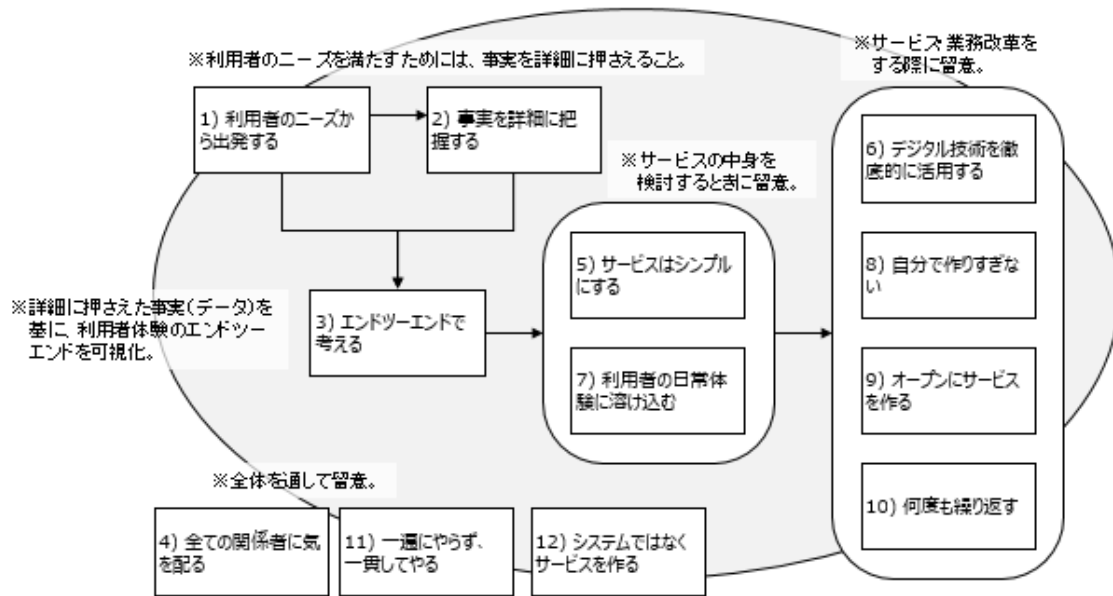 ※利用者のニーズを満たすためには、事実を詳細に押さえること。
1) 利用者のニーズか
ら出発する
2) 事実を詳細に把
握する
※詳細に押さえた事実(データ)を
基に、利用者体験のエンドツー
エンドを可視化。
3) エンドツーエンドで
考える
※サービスの中身を
検討するときに留意。
5) サービスはシンプル
にする
7) 利用者の日常体
験に溶け込む
※サービス・業務改革を
する際に留意。
6) デジタル技術を徹
底的に活用する
8) 自分で作りすぎな
い
9) オープンにサービス
を作る
10) 何度も繰り返す
※全体を通して留意。
4) 全ての関係者に気
を配る
11) 一遍にやらず、
一貫してやる
12) システムではなく
サービスを作る